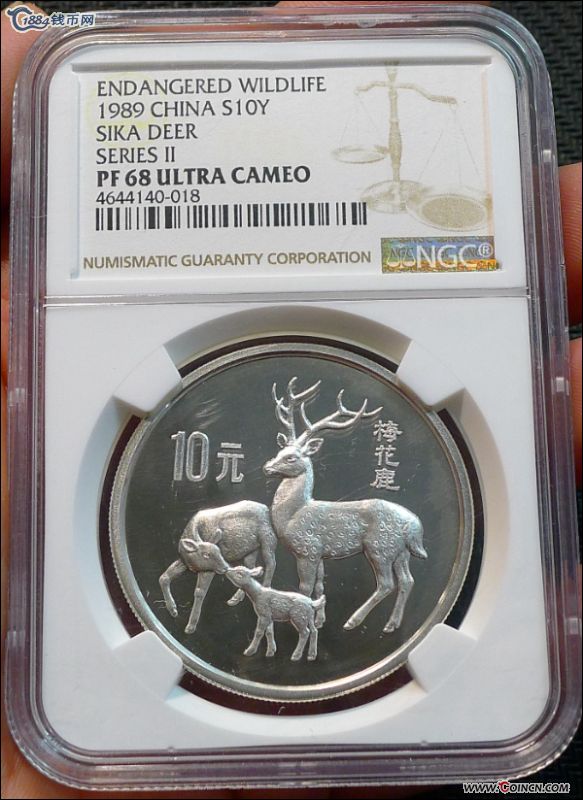 1884钱币网
ENDANGERED WILDLIFE
1989 CHINA S10Y
SIKA DEER
SERIES II
PF 68 ULTRA CAMEO
4644140-018
NUMISMATIC GUARANTY CORPORATION
NGC®
10元
梅花鹿
www.CoinCN.com